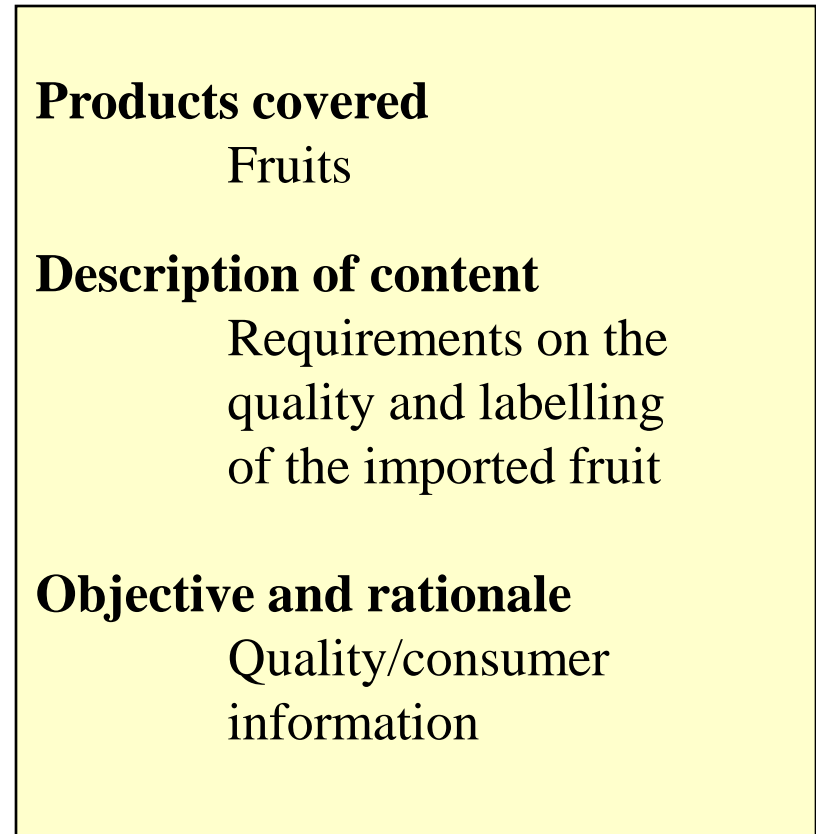 Products covered
Fruits
Description of content
Requirements on the
quality and labelling
of the imported fruit
Objective and rationale
Quality/consumer
information